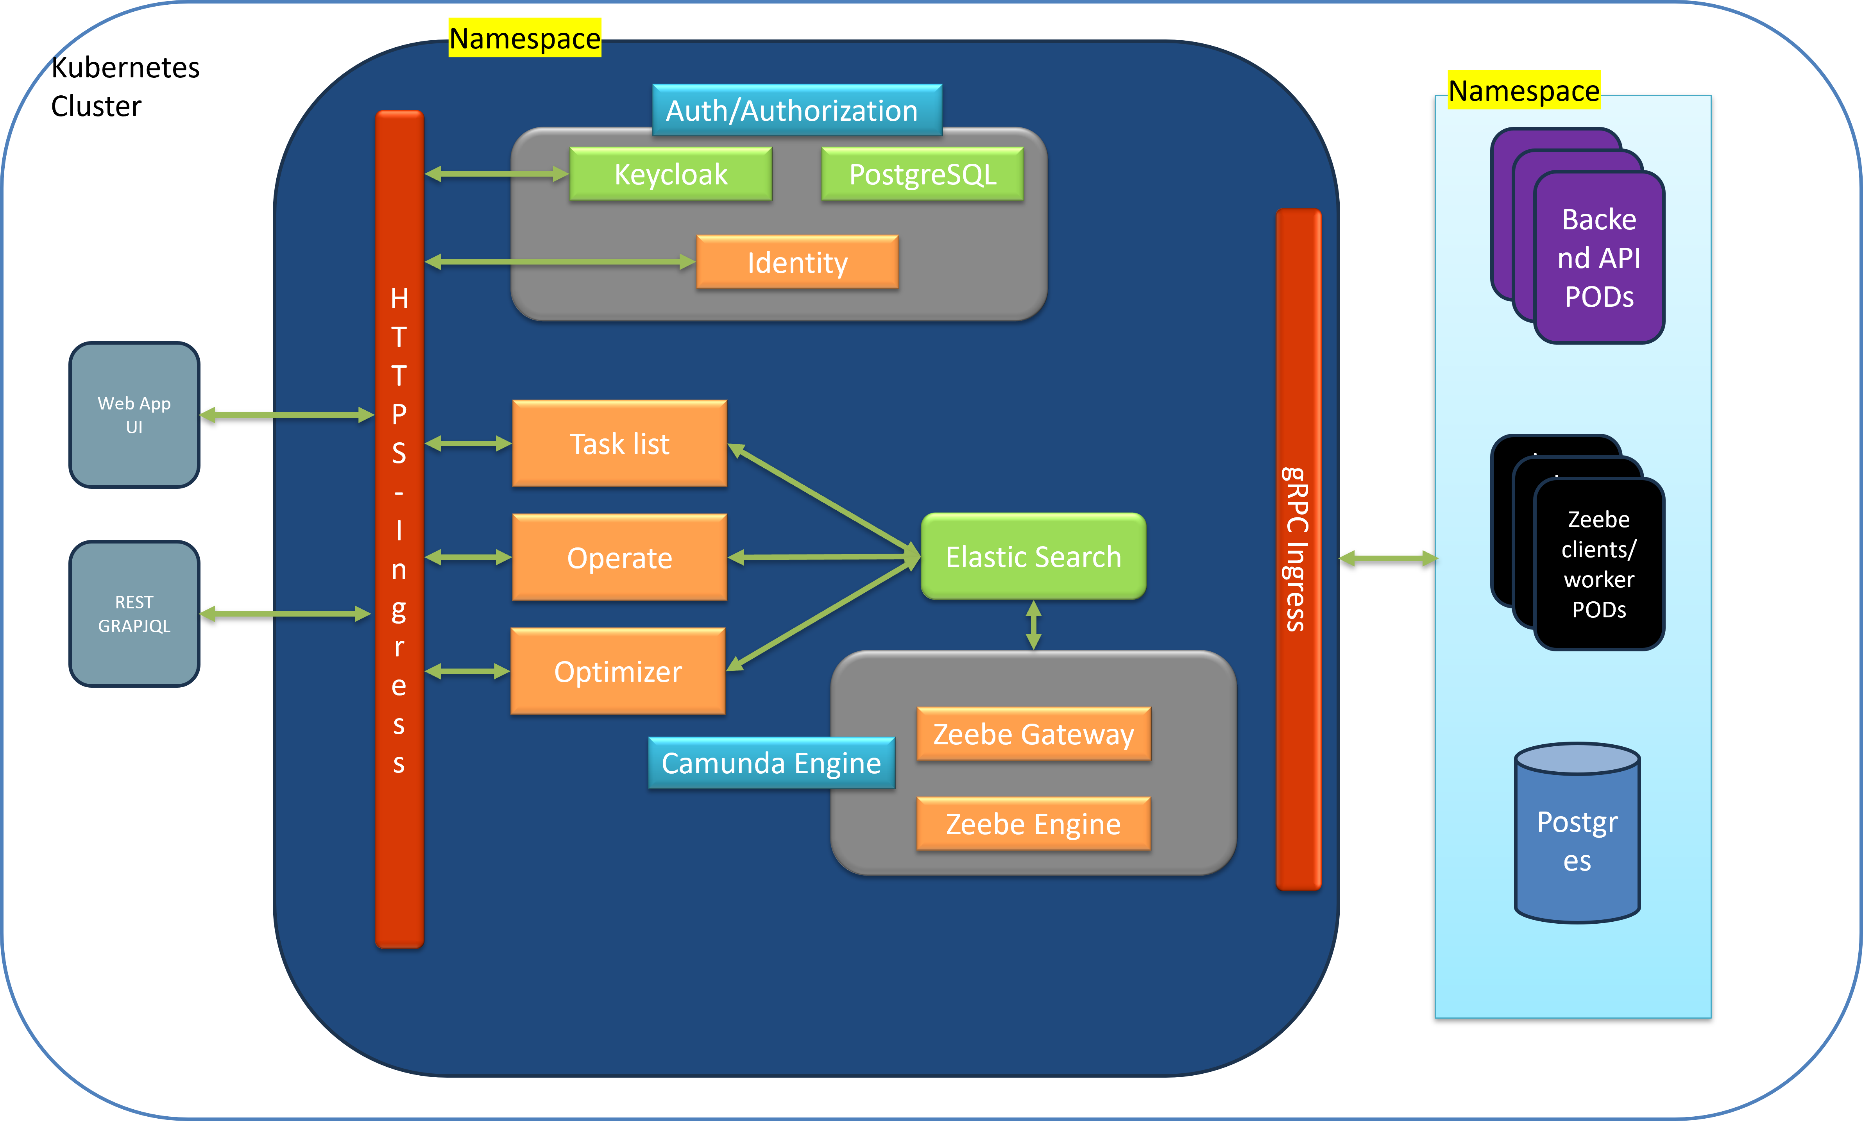 Kubernetes
Cluster
Namespace
Auth/Authorization
Keycloak
PostgreSQL
Identity
HTTPS-Ingress
Web App
UI
REST
GRAPJQL
Task list
Operate
Optimizer
Elastic Search
Camunda Engine
Zeebe Gateway
Zeebe Engine
gRPC Ingress
Namespace
Backe
nd API
PODs
Zeebe
clients/
worker
PODs
Postgr
es